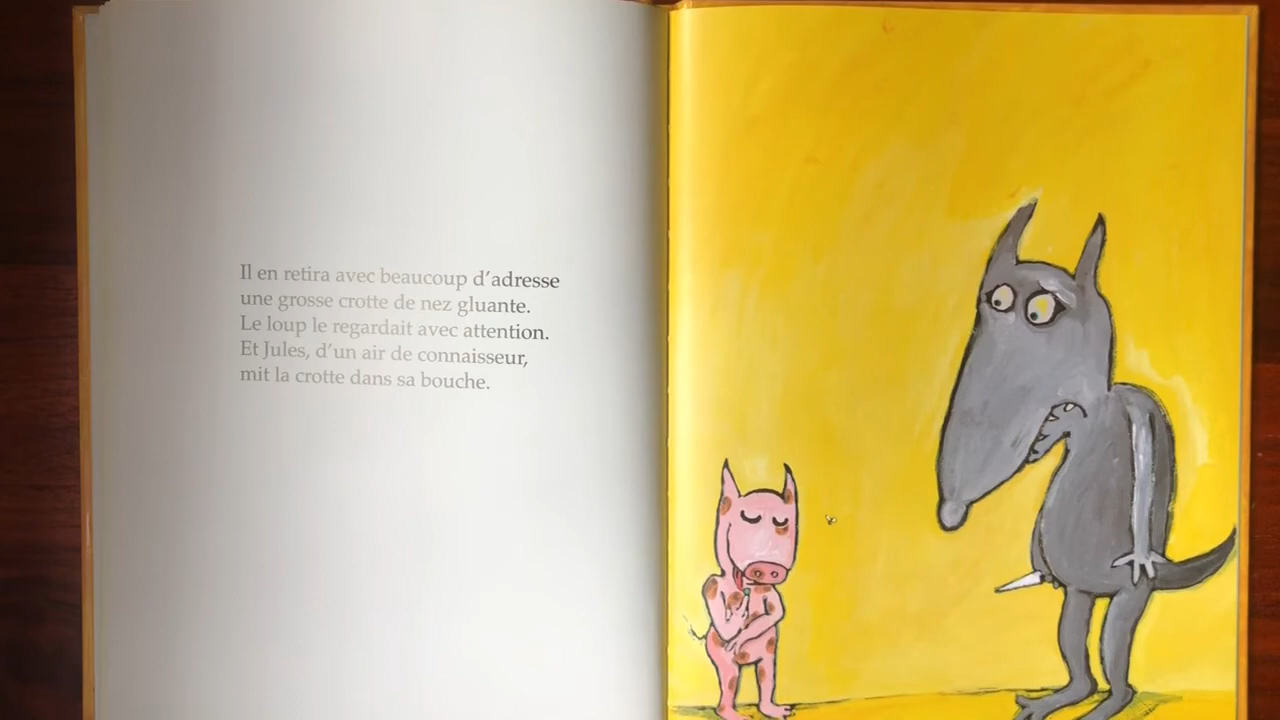 Il en retira avec beaucoup d'adresse
une grosse crotte de nez gluante.
Le loup le regardait avec attention.
Et Jules, d'un air de connaisseur,
mit la crotte dans sa bouche.